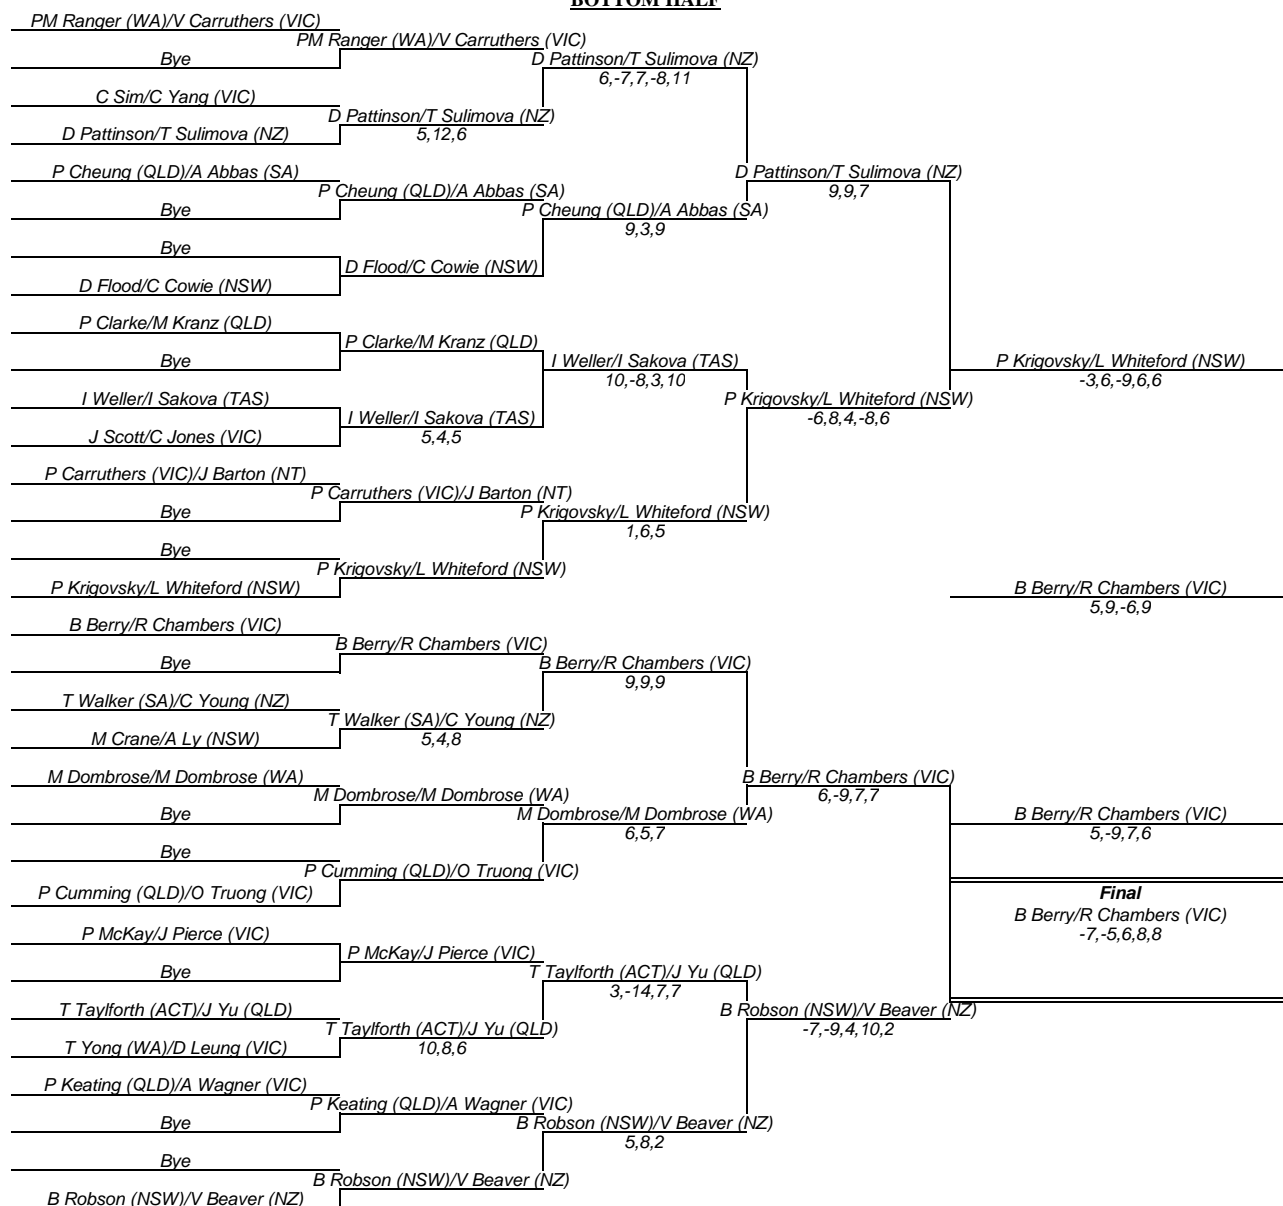 BOTTOM HALF
PM Ranger (WA)/V Carruthers (VIC)
PM Ranger (WA)/V Carruthers (VIC)
Bye
D Pattinson/T Sulimova (NZ)
6,-7,7,-8,11
C Sim/C Yang (VIC)
D Pattinson/T Sulimova (NZ)
5,12,6
D Pattinson/T Sulimova (NZ)
P Cheung (QLD)/A Abbas (SA)
D Pattinson/T Sulimova (NZ)
9,9,7
P Cheung (QLD)/A Abbas (SA)
Bye
P Cheung (QLD)/A Abbas (SA)
9,3,9
Bye
D Flood/C Cowie (NSW)
D Flood/C Cowie (NSW)
P Clarke/M Kranz (QLD)
P Clarke/M Kranz (QLD)
Bye
I Weller/I Sakova (TAS)
10,-8,3,10
P Krigovsky/L Whiteford (NSW)
-3,6,-9,6,6
I Weller/I Sakova (TAS)
P Krigovsky/L Whiteford (NSW)
-6,8,4,-8,6
I Weller/I Sakova (TAS)
5,4,5
J Scott/C Jones (VIC)
P Carruthers (VIC)/J Barton (NT)
P Carruthers (VIC)/J Barton (NT)
Bye
P Krigovsky/L Whiteford (NSW)
1,6,5
Bye
P Krigovsky/L Whiteford (NSW)
P Krigovsky/L Whiteford (NSW)
B Berry/R Chambers (VIC)
5,9,-6,9
B Berry/R Chambers (VIC)
B Berry/R Chambers (VIC)
Bye
B Berry/R Chambers (VIC)
9,9,9
T Walker (SA)/C Young (NZ)
T Walker (SA)/C Young (NZ)
5,4,8
M Crane/A Ly (NSW)
M Dombrose/M Dombrose (WA)
B Berry/R Chambers (VIC)
6,-9,7,7
M Dombrose/M Dombrose (WA)
Bye
M Dombrose/M Dombrose (WA)
6,5,7
B Berry/R Chambers (VIC)
5,-9,7,6
Bye
P Cumming (QLD)/O Truong (VIC)
P Cumming (QLD)/O Truong (VIC)
Final
B Berry/R Chambers (VIC)
-7,-5,6,8,8
P McKay/J Pierce (VIC)
P McKay/J Pierce (VIC)
Bye
T Taylforth (ACT)/J Yu (QLD)
3,-14,7,7
T Taylforth (ACT)/J Yu (QLD)
B Robson (NSW)/V Beaver (NZ)
-7,-9,4,10,2
T Taylforth (ACT)/J Yu (QLD)
10,8,6
T Yong (WA)/D Leung (VIC)
P Keating (QLD)/A Wagner (VIC)
P Keating (QLD)/A Wagner (VIC)
Bye
B Robson (NSW)/V Beaver (NZ)
5,8,2
Bye
B Robson (NSW)/V Beaver (NZ)
B Robson (NSW)/V Beaver (NZ)